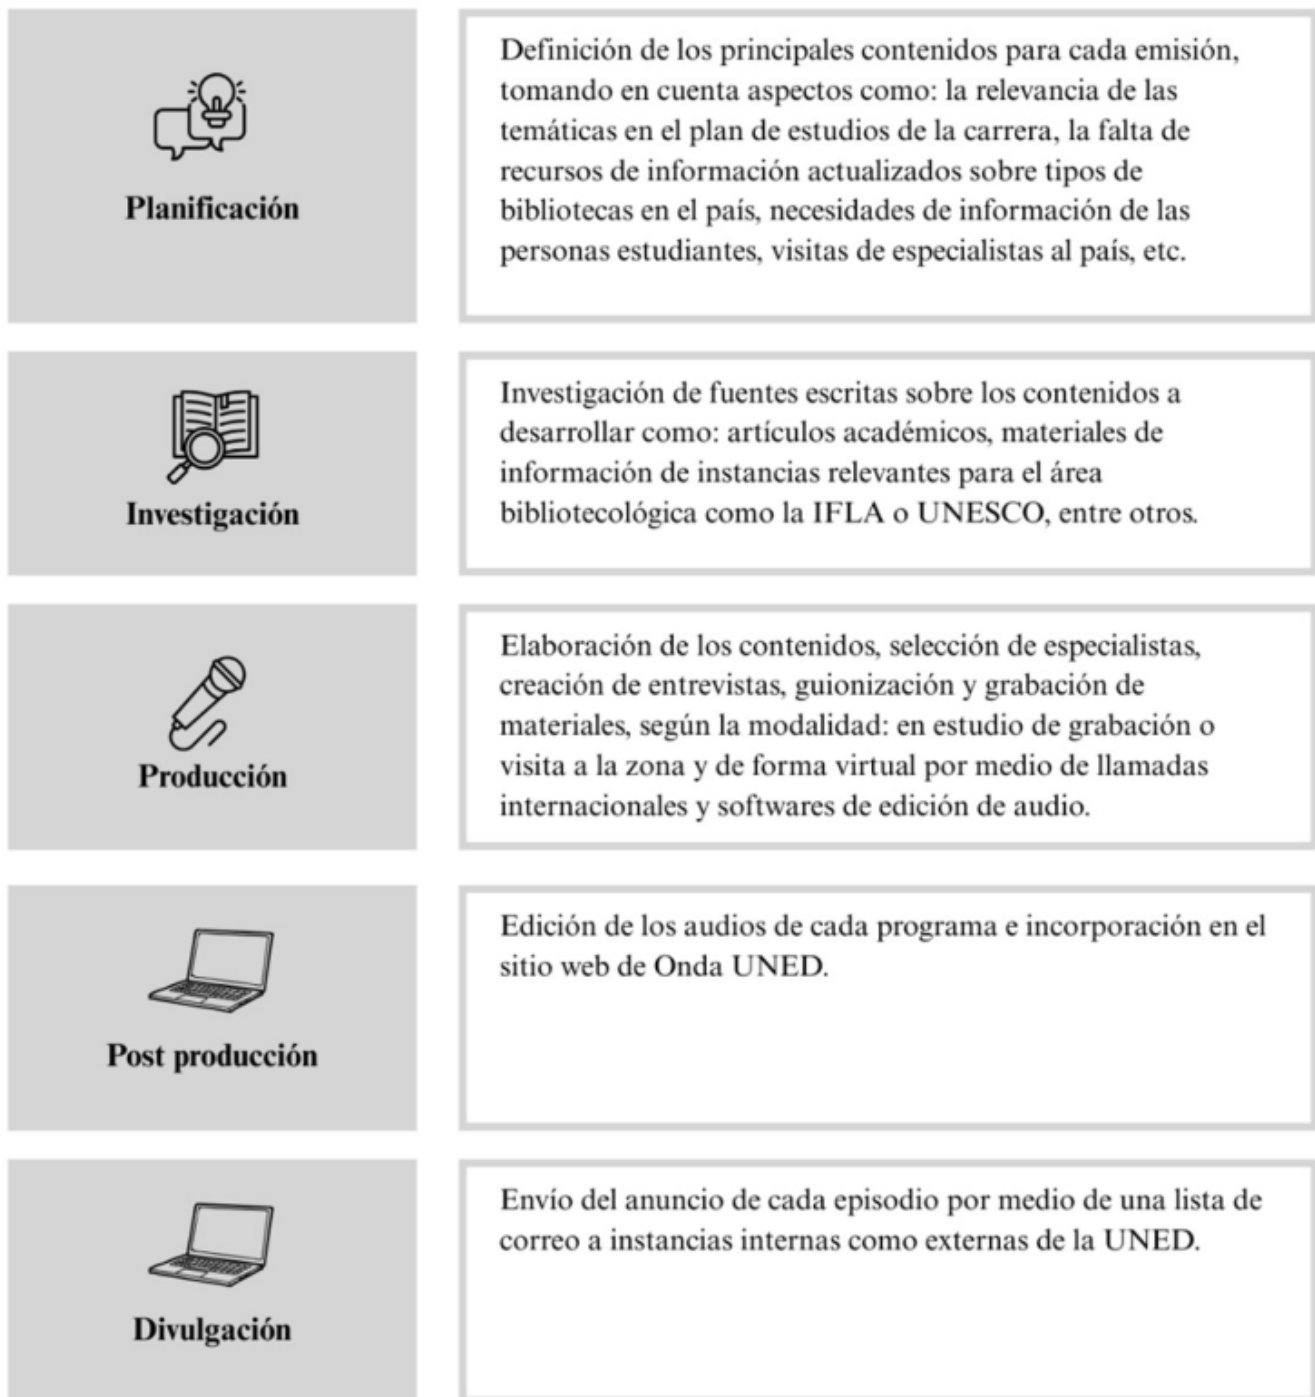 Planificación
Definición de los principales contenidos para cada emisión,
tomando en cuenta aspectos como: la relevancia de las
temáticas en el plan de estudios de la carrera, la falta de
recursos de información actualizados sobre tipos de
bibliotecas en el país, necesidades de información de las
personas estudiantes, visitas de especialistas al país, etc.
Investigación
Investigación de fuentes escritas sobre los contenidos a
desarrollar como: artículos académicos, materiales de
información de instancias relevantes para el área
bibliotecológica como la IFLA o UNESCO, entre otros.
Producción
Elaboración de los contenidos, selección de especialistas,
creación de entrevistas, guionización y grabación de
materiales, según la modalidad: en estudio de grabación o
visita a la zona y de forma virtual por medio de llamadas
internacionales y softwares de edición de audio.
Post producción
Edición de los audios de cada programa e incorporación en el
sitio web de Onda UNED.
Divulgación
Envío del anuncio de cada episodio por medio de una lista de
correo a instancias internas como externas de la UNED.